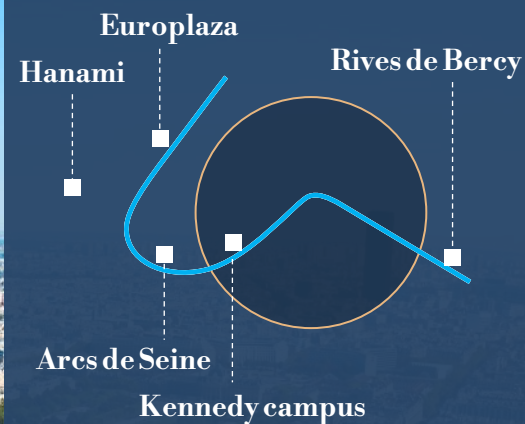 Europlaza
Rives de Bercy
Hanami
Arcs de Seine
Kennedy campus